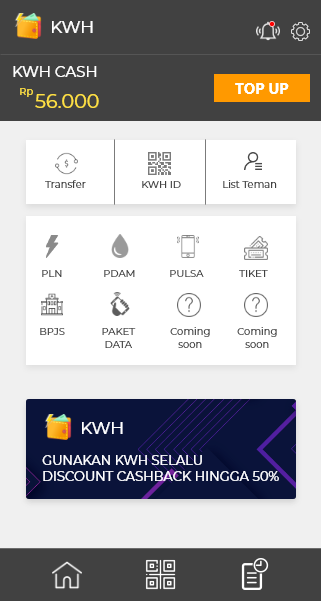 KWH
KWH CASH
Rp 56.000
TOP UP
Transfer
KWH ID
List Teman
PLN
PDAM
PULSA
TIKET
BPJS
PAKET
DATA
Coming
soon
Coming
soon
KWH
GUNAKAN KWH SELALU
DISCOUNT CASHBACK HINGGA 50%